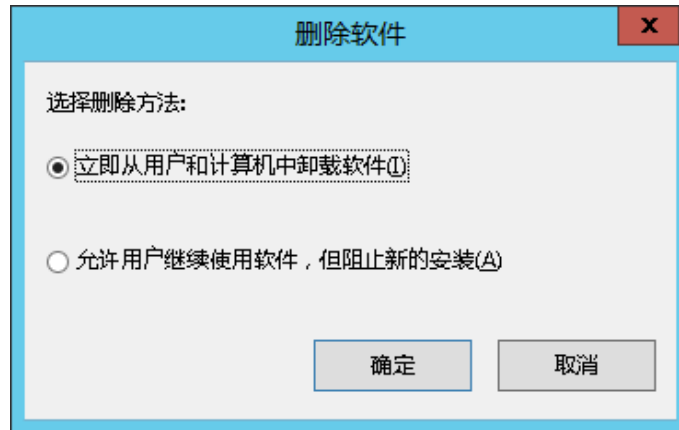 删除软件
x
选择删除方法:
立即从用户和计算机中卸载软件(I)
允许用户继续使用软件，但阻止新的安装(A)
确定
取消